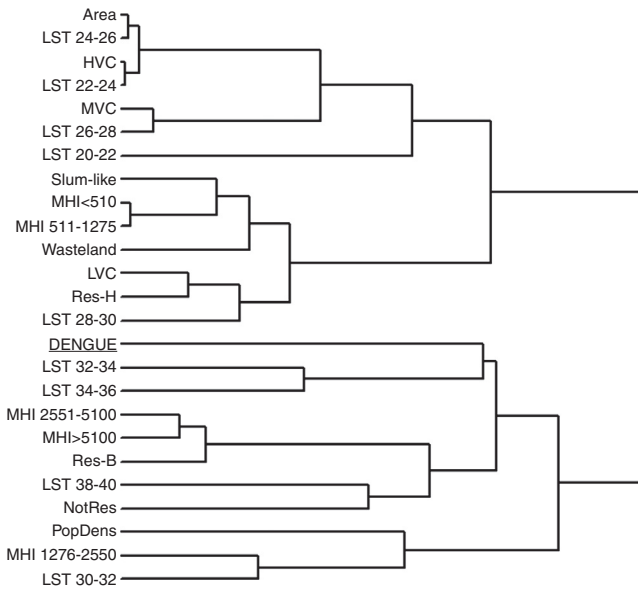 Area
LST 24-26
HVC
LST 22-24
MVC
LST 26-28
LST 20-22
Slum-like
MHI<510
MHI 511-1275
Wasteland
LVC
Res-H
LST 28-30
DENGUE
LST 32-34
LST 34-36
MHI 2551-5100
MHI>5100
Res-B
LST 38-40
NotRes
PopDens
MHI 1276-2550
LST 30-32